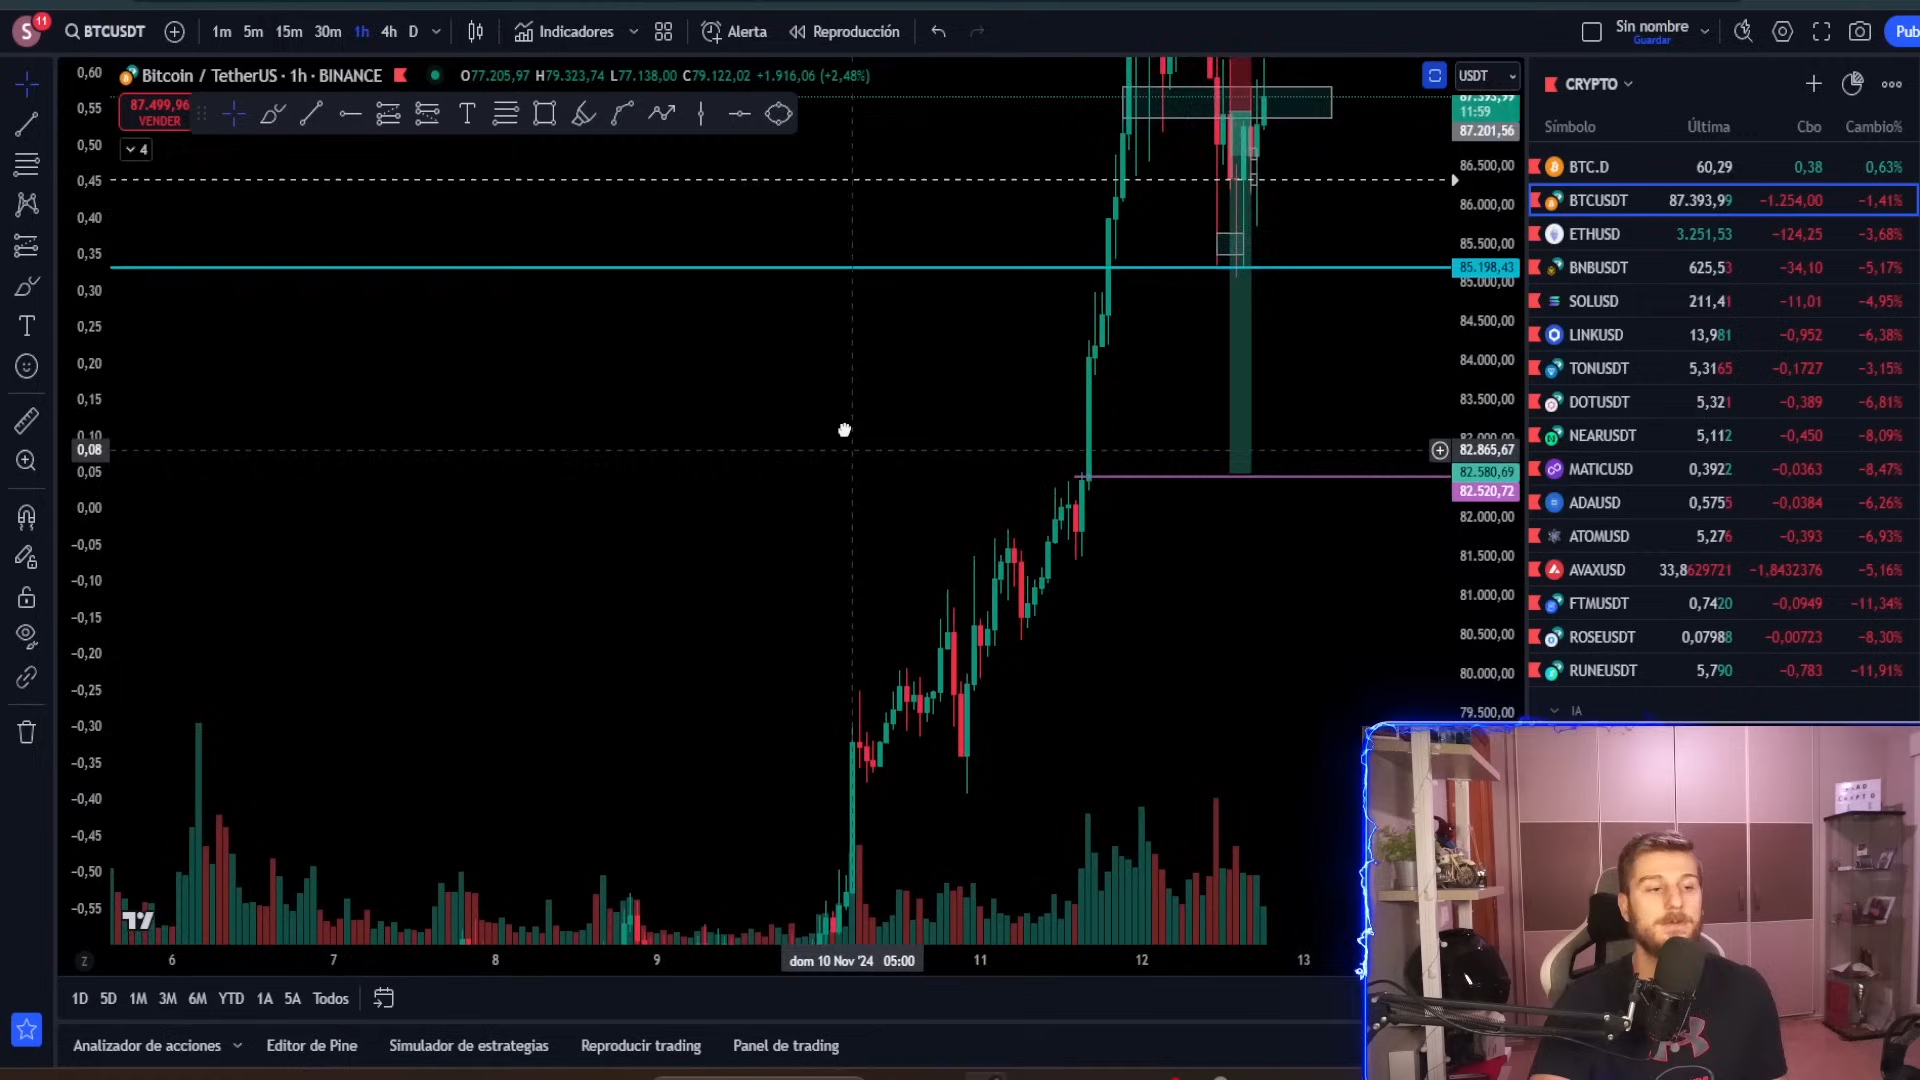 S 11 BTCUSDT 1m 5m 15m 30m 1h 4h D Indicadores Alerta Reproducción Sin nombre Guardar Pub
Bitcoin / TetherUS · 1h · BINANCE O77.205,97 H79.323,74 L77.138,00 C79.122,02 +1.916,06 (+2,48%)
87.499,96
VENDER
4
0,60
0,55
0,50
0,45
0,40
0,35
0,30
0,25
0,20
0,15
0,10
0,08
0,05
0,00
−0,05
−0,10
−0,15
−0,20
−0,25
−0,30
−0,35
−0,40
−0,45
−0,50
−0,55
USDT
87.393,99
11:59
87.201,56
86.500,00
86.000,00
85.500,00
85.198,43
85.000,00
84.500,00
84.000,00
83.500,00
82.865,67
82.580,69
82.520,72
82.000,00
81.500,00
81.000,00
80.500,00
80.000,00
79.500,00
Z 6 7 8 9 dom 10 Nov '24 05:00 11 12 13
1D 5D 1M 3M 6M YTD 1A 5A Todos
Analizador de acciones Editor de Pine Simulador de estrategias Reproducir trading Panel de trading
CRYPTO
Símbolo Última Cbo Cambio%
BTC.D 60,29 0,38 0,63%
BTCUSDT 87.393,99 −1.254,00 −1,41%
ETHUSD 3.251,53 −124,25 −3,68%
BNBUSDT 625,53 −34,10 −5,17%
SOLUSD 211,41 −11,01 −4,95%
LINKUSD 13,981 −0,952 −6,38%
TONUSDT 5,3165 −0,1727 −3,15%
DOTUSDT 5,321 −0,389 −6,81%
NEARUSDT 5,112 −0,450 −8,09%
MATICUSD 0,3922 −0,0363 −8,47%
ADAUSD 0,5755 −0,0384 −6,26%
ATOMUSD 5,276 −0,393 −6,93%
AVAXUSD 33,8629721 −1,8432376 −5,16%
FTMUSDT 0,7420 −0,0949 −11,34%
ROSEUSDT 0,07988 −0,00723 −8,30%
RUNEUSDT 5,790 −0,783 −11,91%
IA